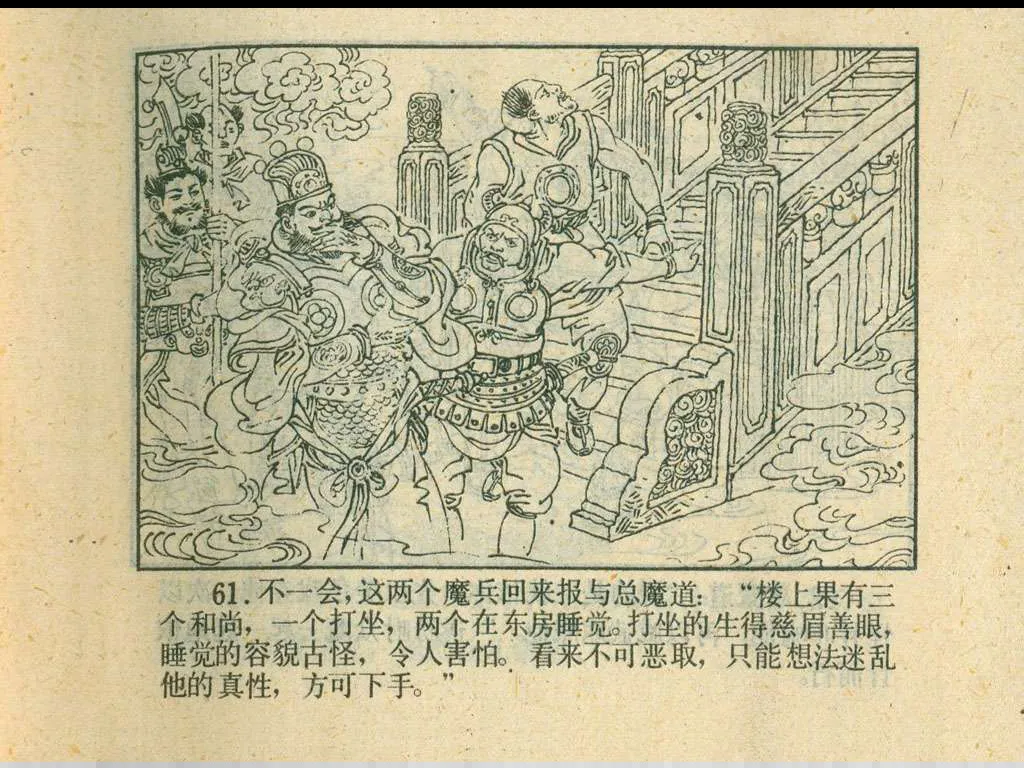 61. 不一会，这两个魔兵回来报与总魔道：“楼上果有三
个和尚，一个打坐，两个在东房睡觉。打坐的生得慈眉善眼，
睡觉的容貌古怪，令人害怕。看来不可恶取，只能想法迷乱
他的真性，方可下手。”